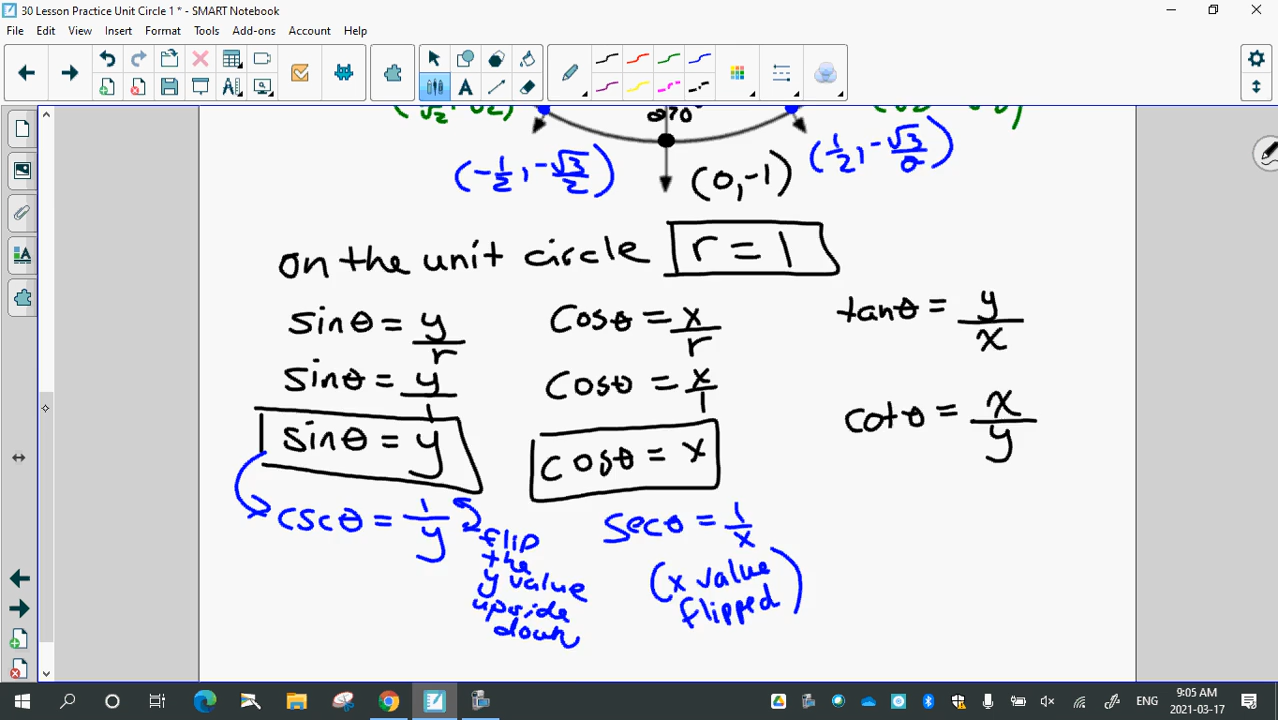 30 Lesson Practice Unit Circle 1 * - SMART Notebook
File Edit View Insert Format Tools Add-ons Account Help
270
(-1/2, -√3/2)
(0,-1)
(1/2, -√3/2)
on the unit circle r = 1
sinθ = y/r
cosθ = x/r
tanθ = y/x
sinθ = y/1
cosθ = x/1
cotθ = x/y
sinθ = y
cosθ = x
cscθ = 1/y
secθ = 1/x
flip
the
y value
upside
down
(x value
flipped)
ENG
9:05 AM
2021-03-17